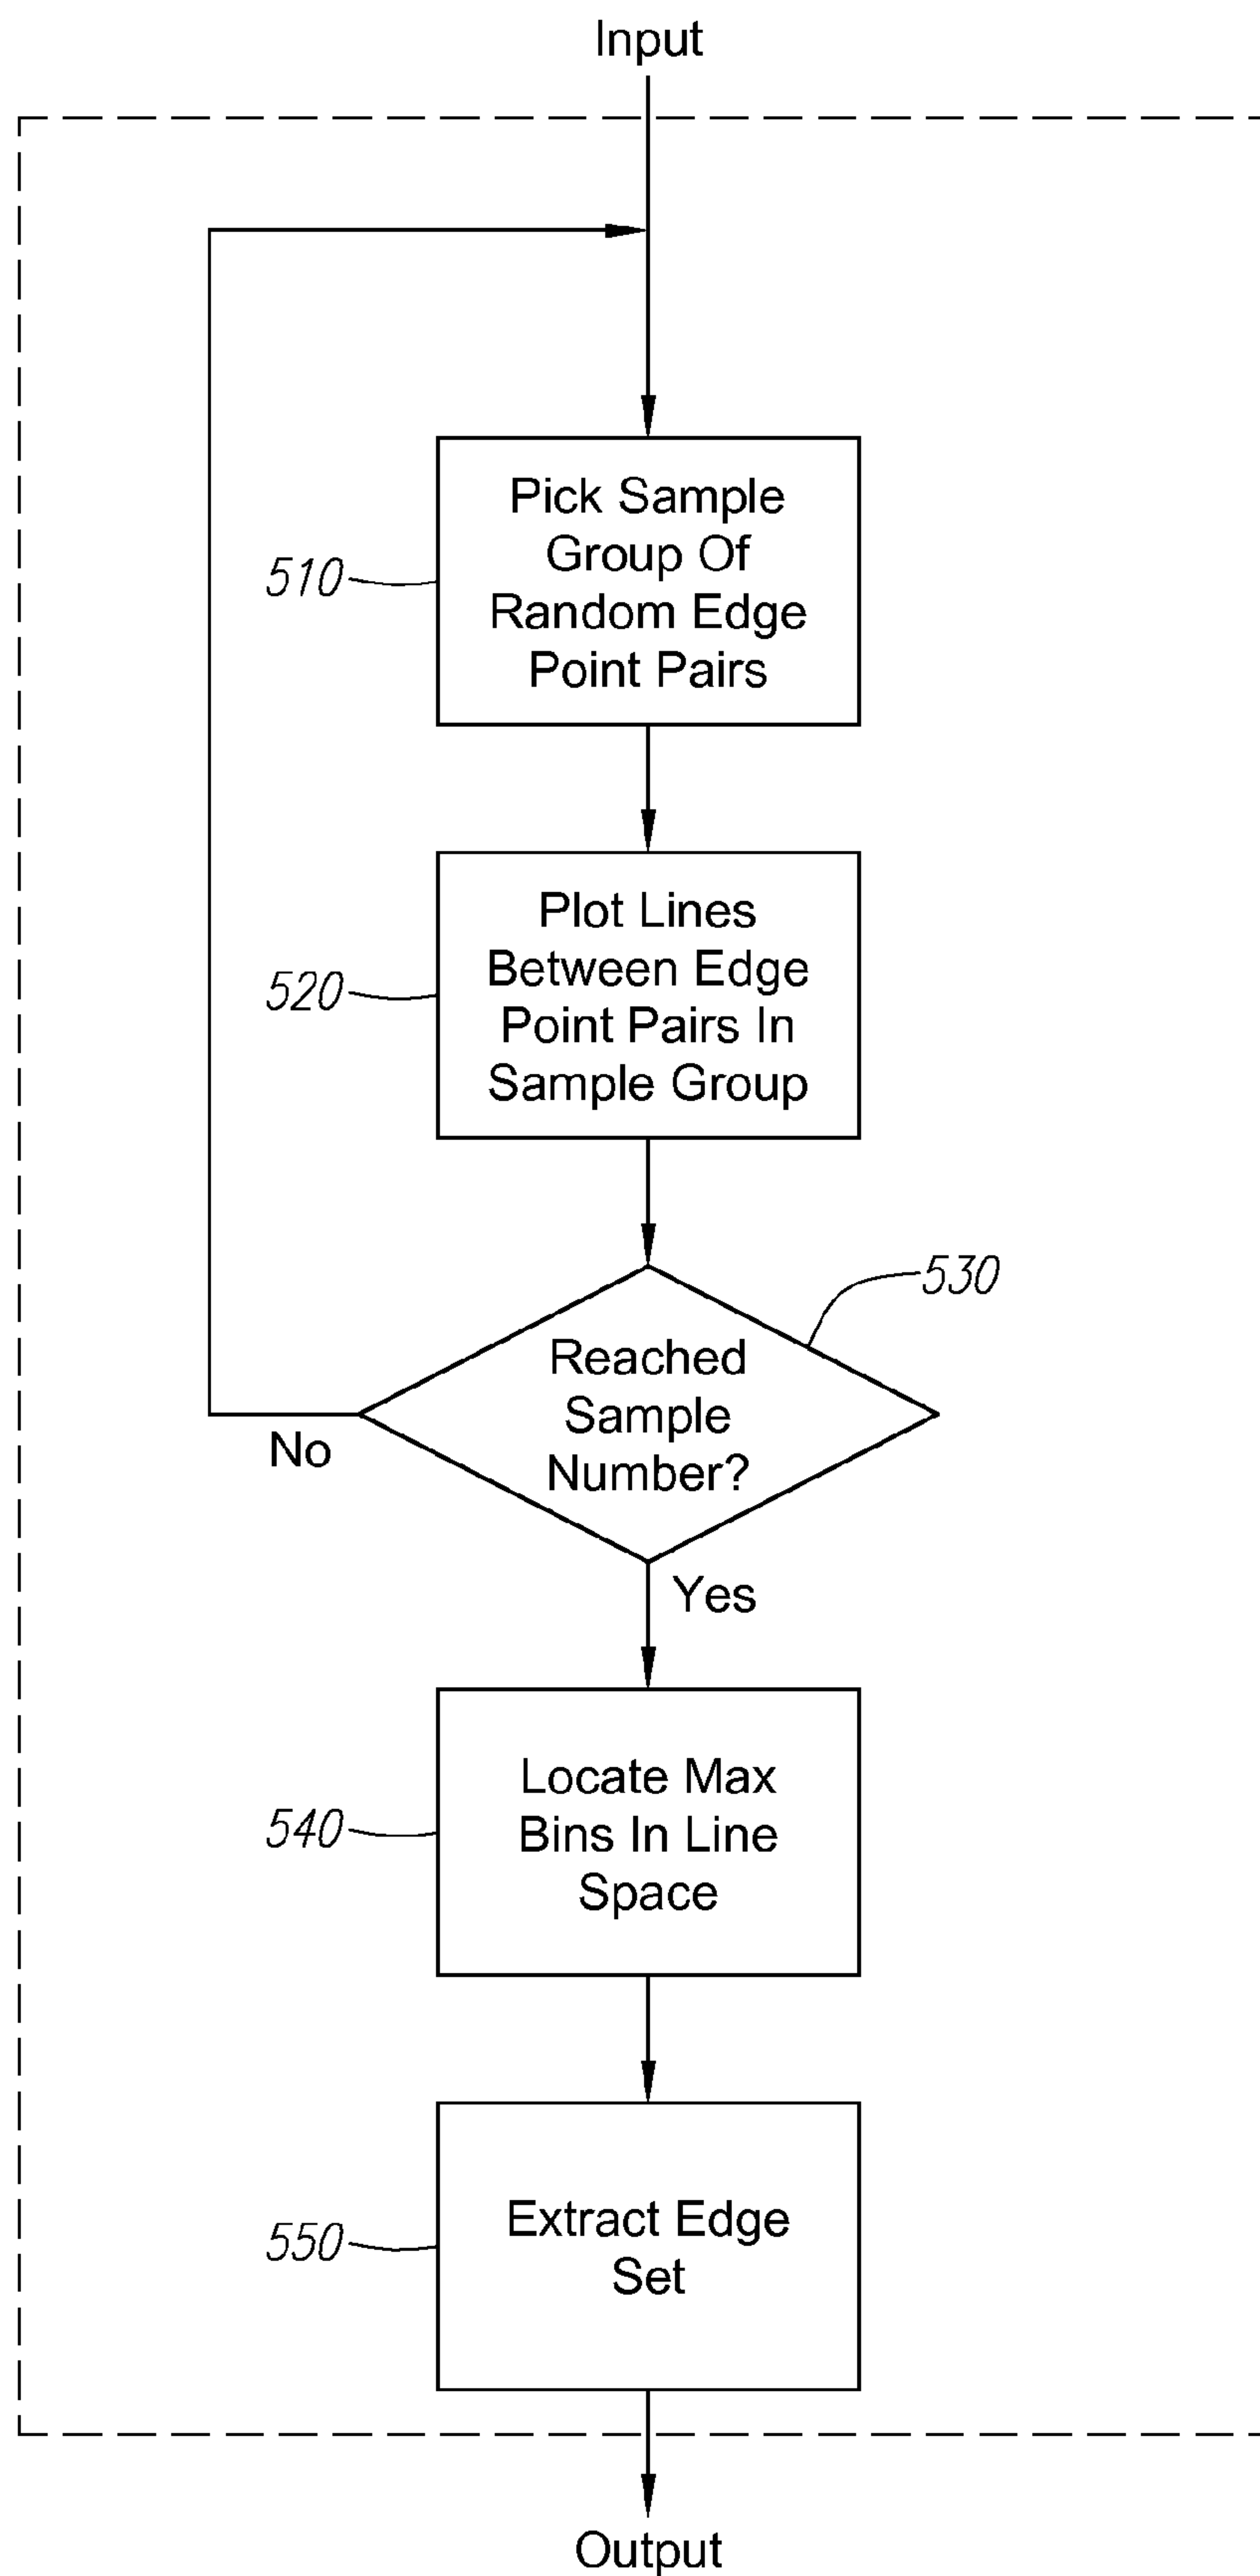 Input
Pick Sample
Group Of
Random Edge
Point Pairs
510
Plot Lines
Between Edge
Point Pairs In
Sample Group
520
530
Reached
Sample
Number?
No
Yes
Locate Max
Bins In Line
Space
540
Extract Edge
Set
550
Output